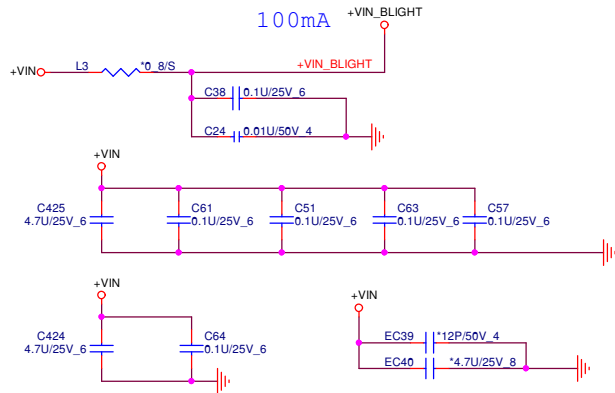 100mA
+VIN_BLIGHT
+VIN
L3
*0_8/S
+VIN_BLIGHT
C38
0.1U/25V_6
C24
0.01U/50V_4
+VIN
C425
4.7U/25V_6
C61
0.1U/25V_6
C51
0.1U/25V_6
C63
0.1U/25V_6
C57
0.1U/25V_6
+VIN
C424
4.7U/25V_6
C64
0.1U/25V_6
+VIN
EC39
*12P/50V_4
EC40
*4.7U/25V_8